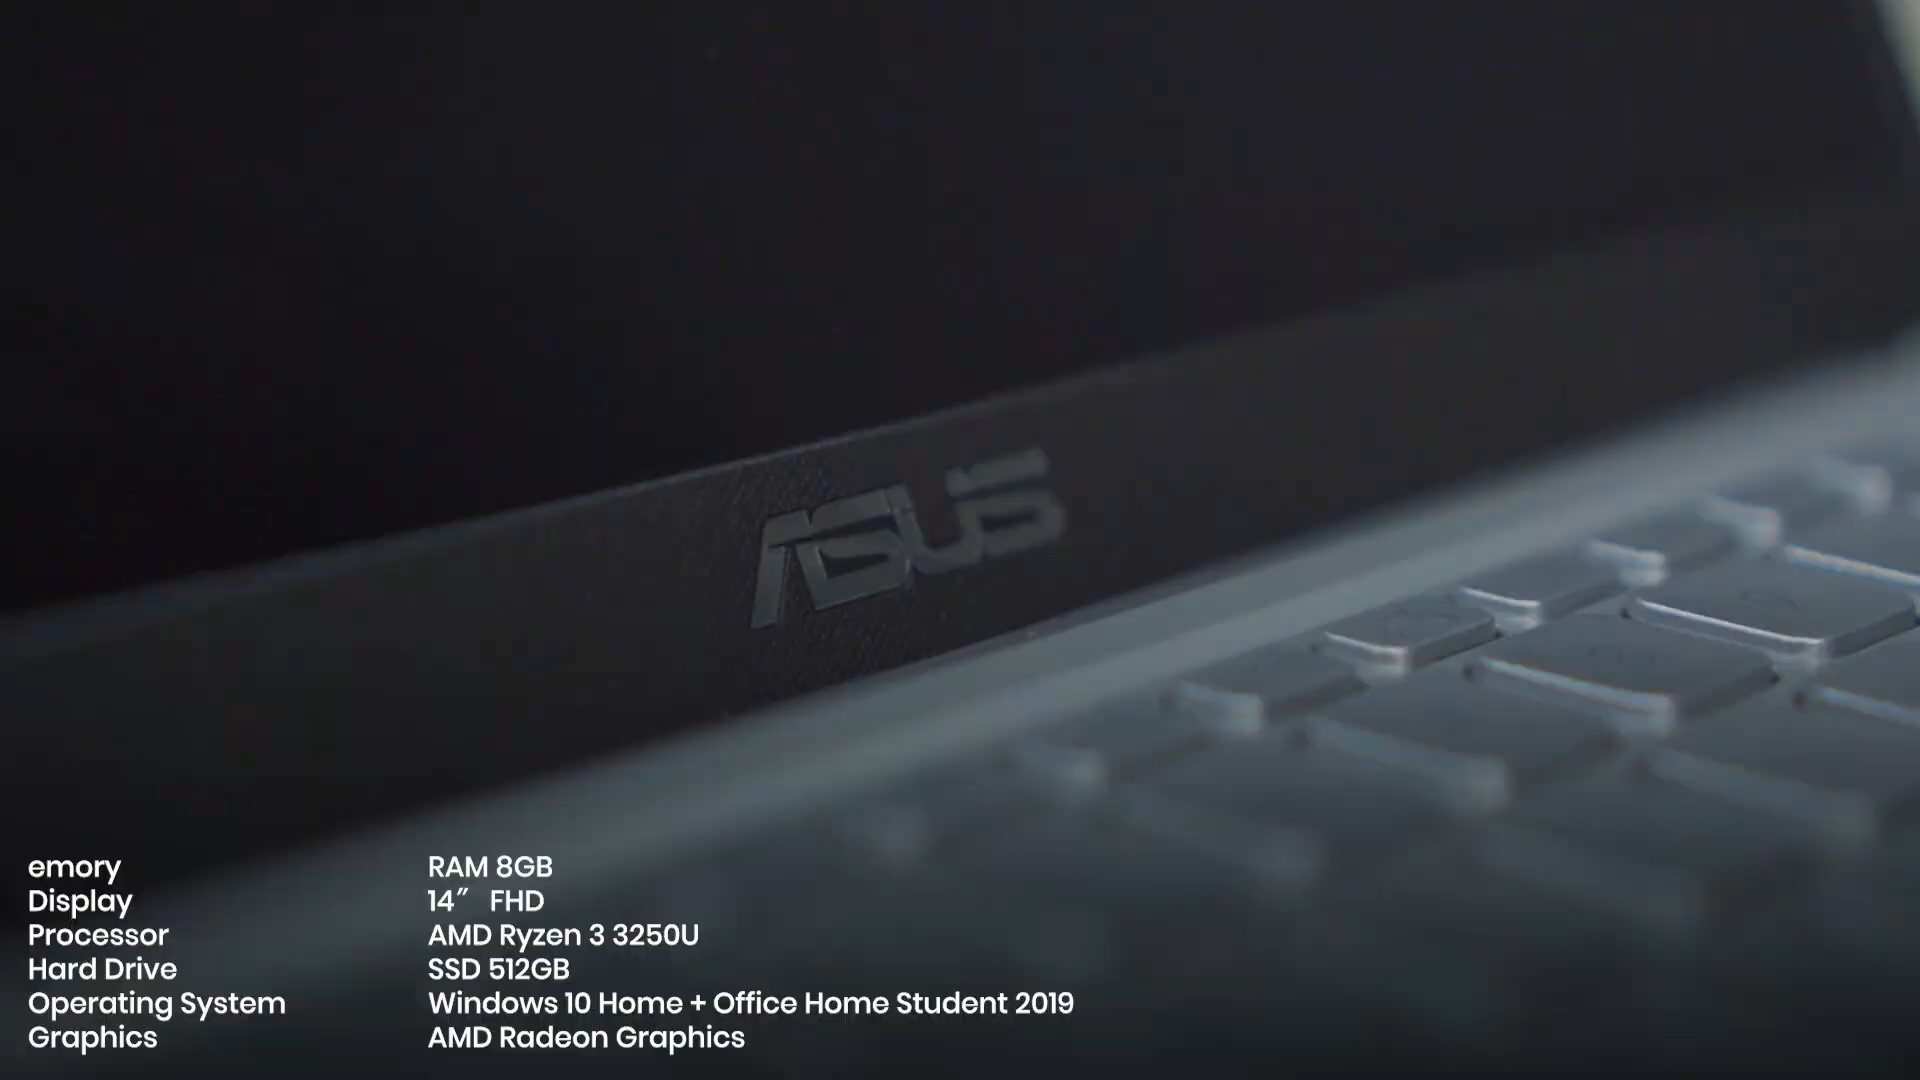 ASUS
emory RAM 8GB
Display 14” FHD
Processor AMD Ryzen 3 3250U
Hard Drive SSD 512GB
Operating System Windows 10 Home + Office Home Student 2019
Graphics AMD Radeon Graphics